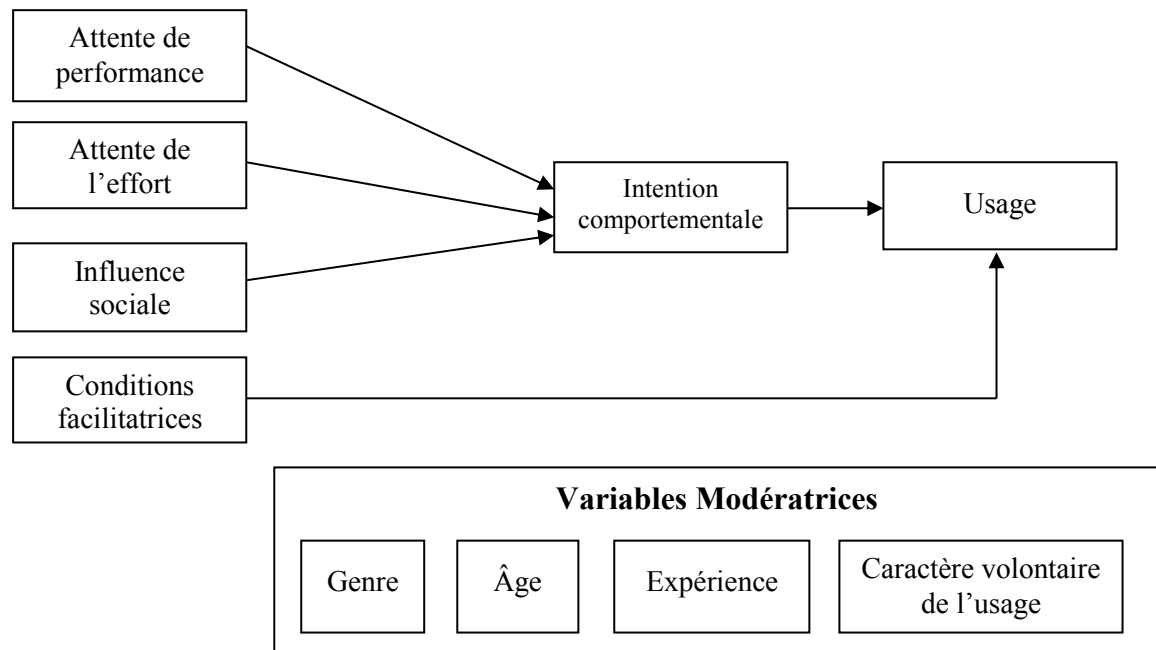 Attente de
performance
Attente de
l’effort
Influence
sociale
Conditions
facilitatrices
Intention
comportementale
Usage
Variables Modératrices
Genre
Âge
Expérience
Caractère volontaire
de l’usage